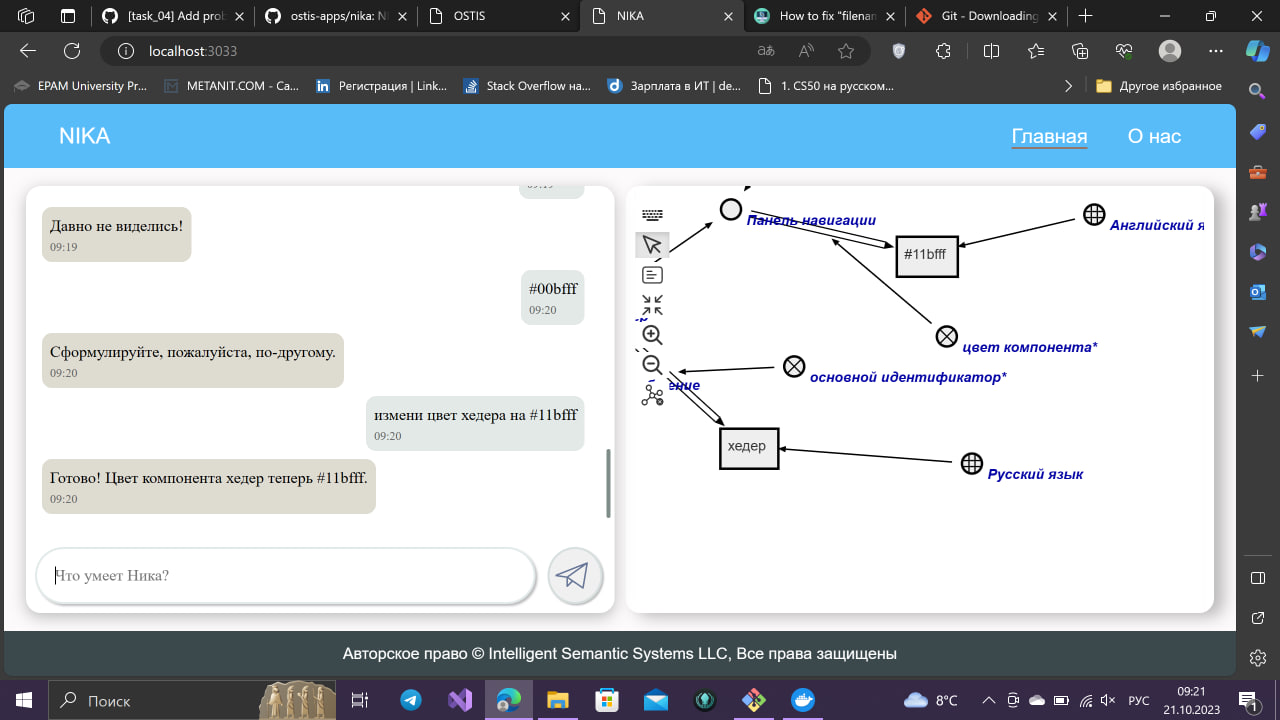 [task_04] Add prob
ostis-apps/nika: NI
OSTIS
NIKA
How to fix "filenam
Git - Downloading
localhost:3033
EPAM University Pr...
METANIT.COM - Са...
Регистрация | Link...
Stack Overflow на...
Зарплата в ИТ | de...
1. CS50 на русском...
Другое избранное
NIKA
Главная
О нас
09:19
Давно не виделись!
09:19
#00bfff
09:20
Сформулируйте, пожалуйста, по-другому.
09:20
измени цвет хедера на #11bfff
09:20
Готово! Цвет компонента хедер теперь #11bfff.
09:20
Что умеет Ника?
Панель навигации
Английский я
#11bfff
цвет компонента*
основной идентификатор*
ение
хедер
Русский язык
Авторское право © Intelligent Semantic Systems LLC, Все права защищены
Поиск
8°C
РУС
09:21
21.10.2023
1